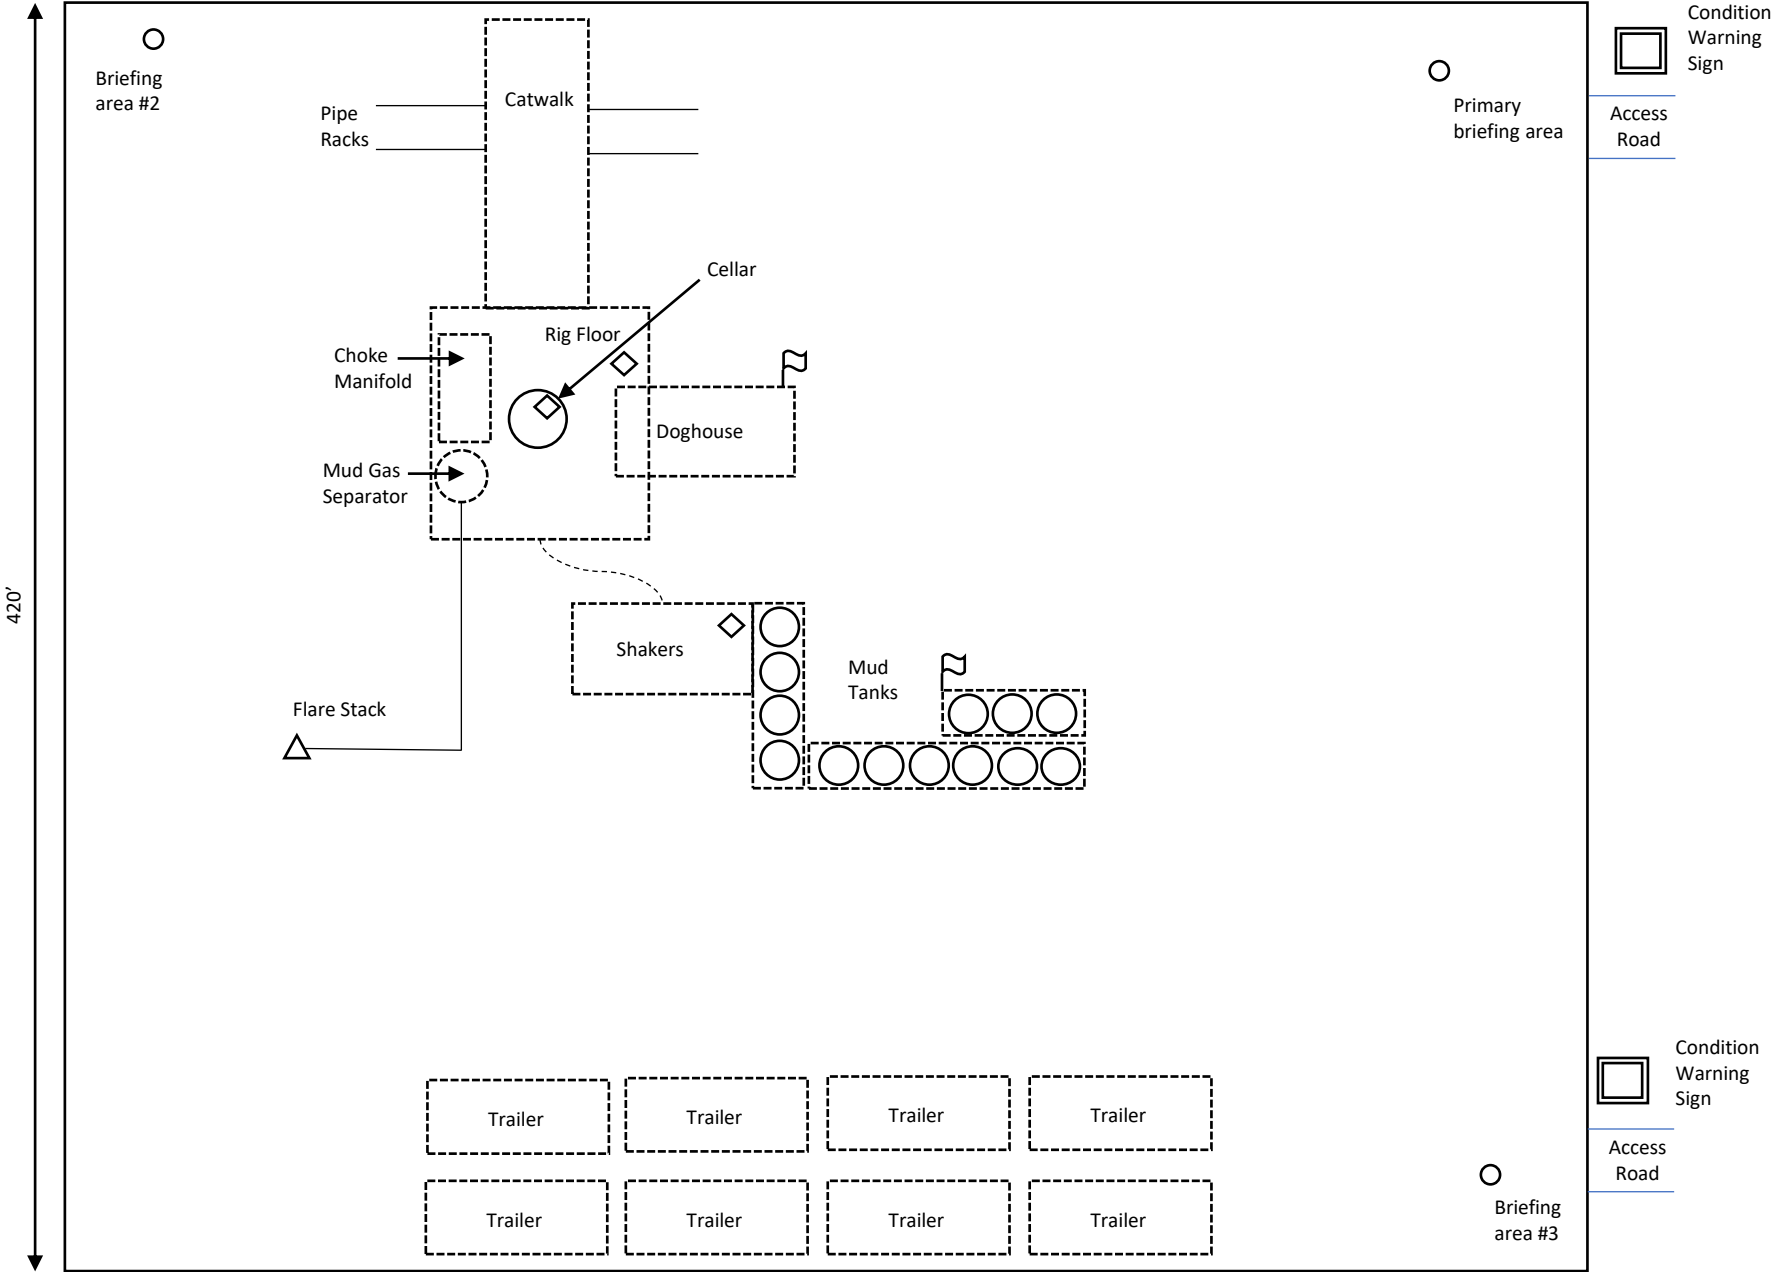 Condition
Warning
Sign
Briefing
area #2
Catwalk
Pipe
Racks
Primary
briefing area
Access
Road
Cellar
Rig Floor
Choke
Manifold
Doghouse
Mud Gas
Separator
420’
Shakers
Mud
Tanks
Flare Stack
Condition
Warning
Sign
Trailer
Trailer
Trailer
Trailer
Access
Road
Trailer
Trailer
Trailer
Trailer
Briefing
area #3